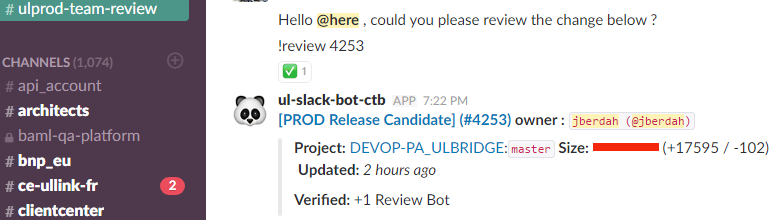 # ulprod-team-review
CHANNELS (1,074)
# api_account
# architects
baml-qa-platform
# bnp_eu
# ce-ullink-fr 2
# clientcenter
Hello @here , could you please review the change below ?
!review 4253
1
ul-slack-bot-ctb APP 7:22 PM
[PROD Release Candidate] (#4253) owner : jberdah (@jberdah)
Project: DEVOP-PA_ULBRIDGE:master Size: (+17595 / -102)
Updated: 2 hours ago
Verified: +1 Review Bot